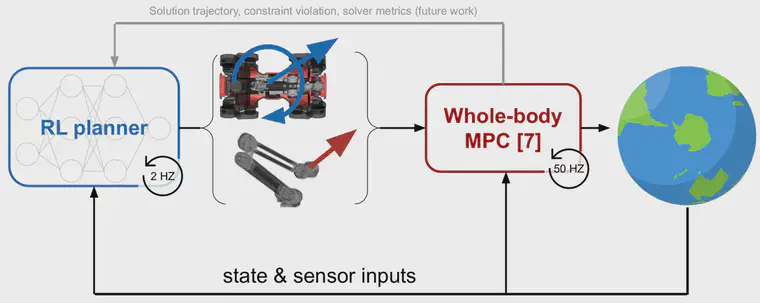 Solution trajectory, constraint violation, solver metrics (future work)
RL planner
2 HZ
Whole-body
MPC [7]
50 HZ
state & sensor inputs